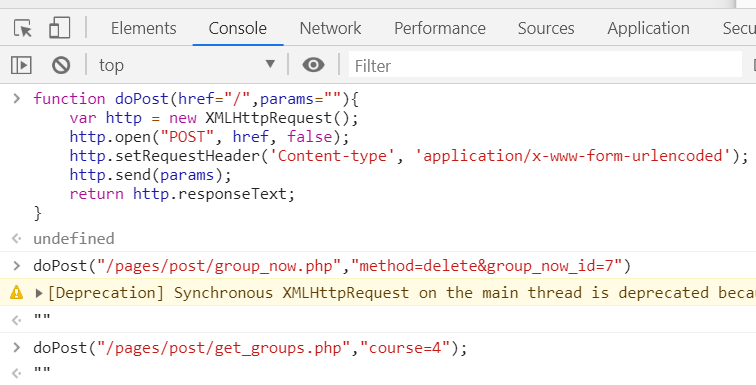 Elements Console Network Performance Sources Application Secu
top Filter
> function doPost(href="/",params=""){
var http = new XMLHttpRequest();
http.open("POST", href, false);
http.setRequestHeader('Content-type', 'application/x-www-form-urlencoded');
http.send(params);
return http.responseText;
}
undefined
> doPost("/pages/post/group_now.php","method=delete&group_now_id=7")
[Deprecation] Synchronous XMLHttpRequest on the main thread is deprecated becau
""
> doPost("/pages/post/get_groups.php","course=4");
""